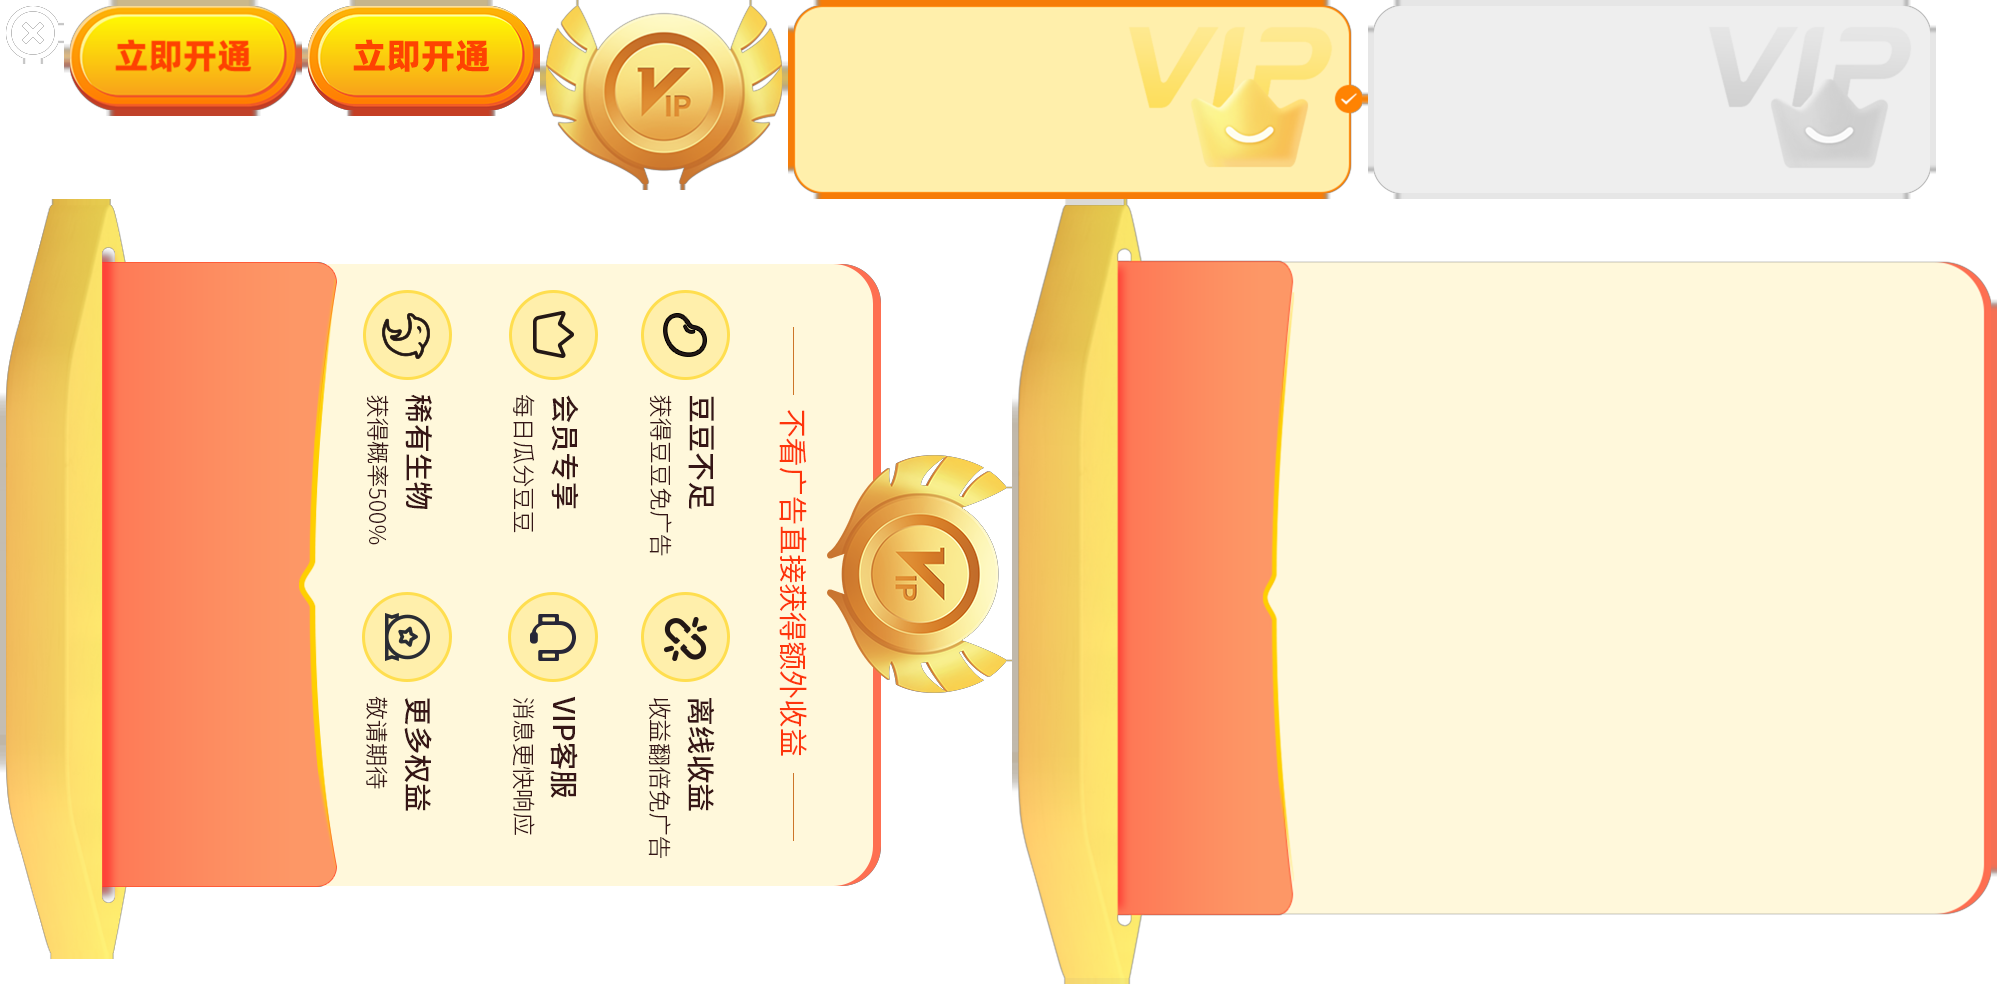 立即开通
立即开通
VIP
VIP
VIP
不看广告直接获得额外收益
豆豆不足
获得豆豆免广告
离线收益
收益翻倍免广告
会员专享
每日瓜分豆豆
VIP客服
消息更快响应
稀有生物
获得概率500%
更多权益
敬请期待
VIP